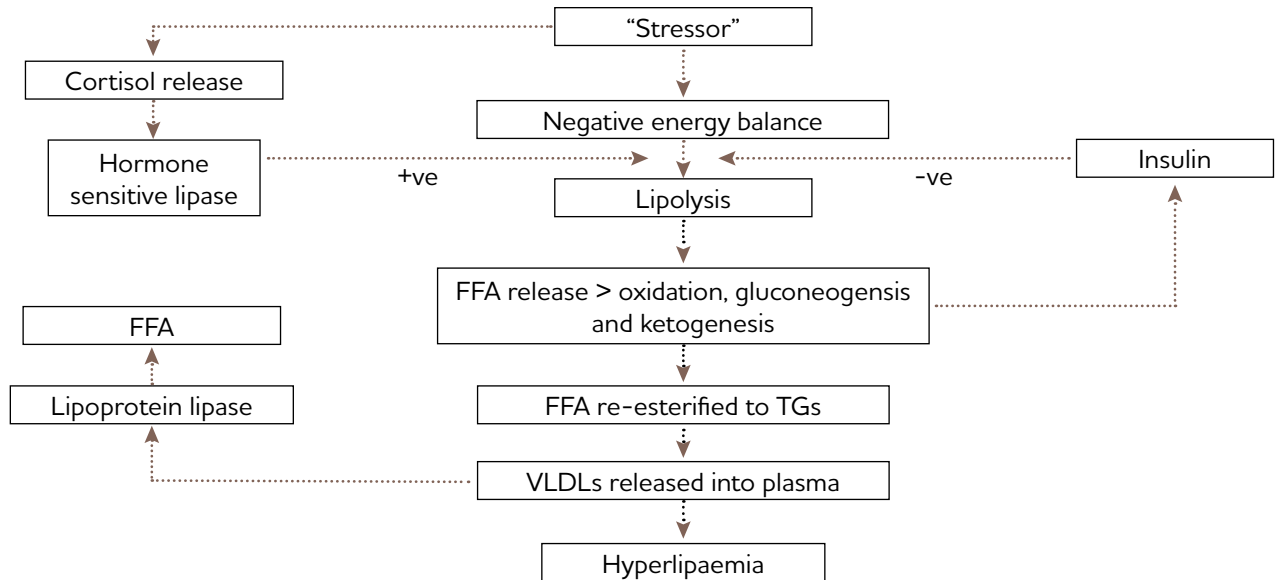 “Stressor”
Cortisol release
Negative energy balance
Hormone
sensitive lipase
+ve
-ve
Insulin
Lipolysis
FFA release > oxidation, gluconeogensis
and ketogenesis
FFA
Lipoprotein lipase
FFA re-esterified to TGs
VLDLs released into plasma
Hyperlipaemia